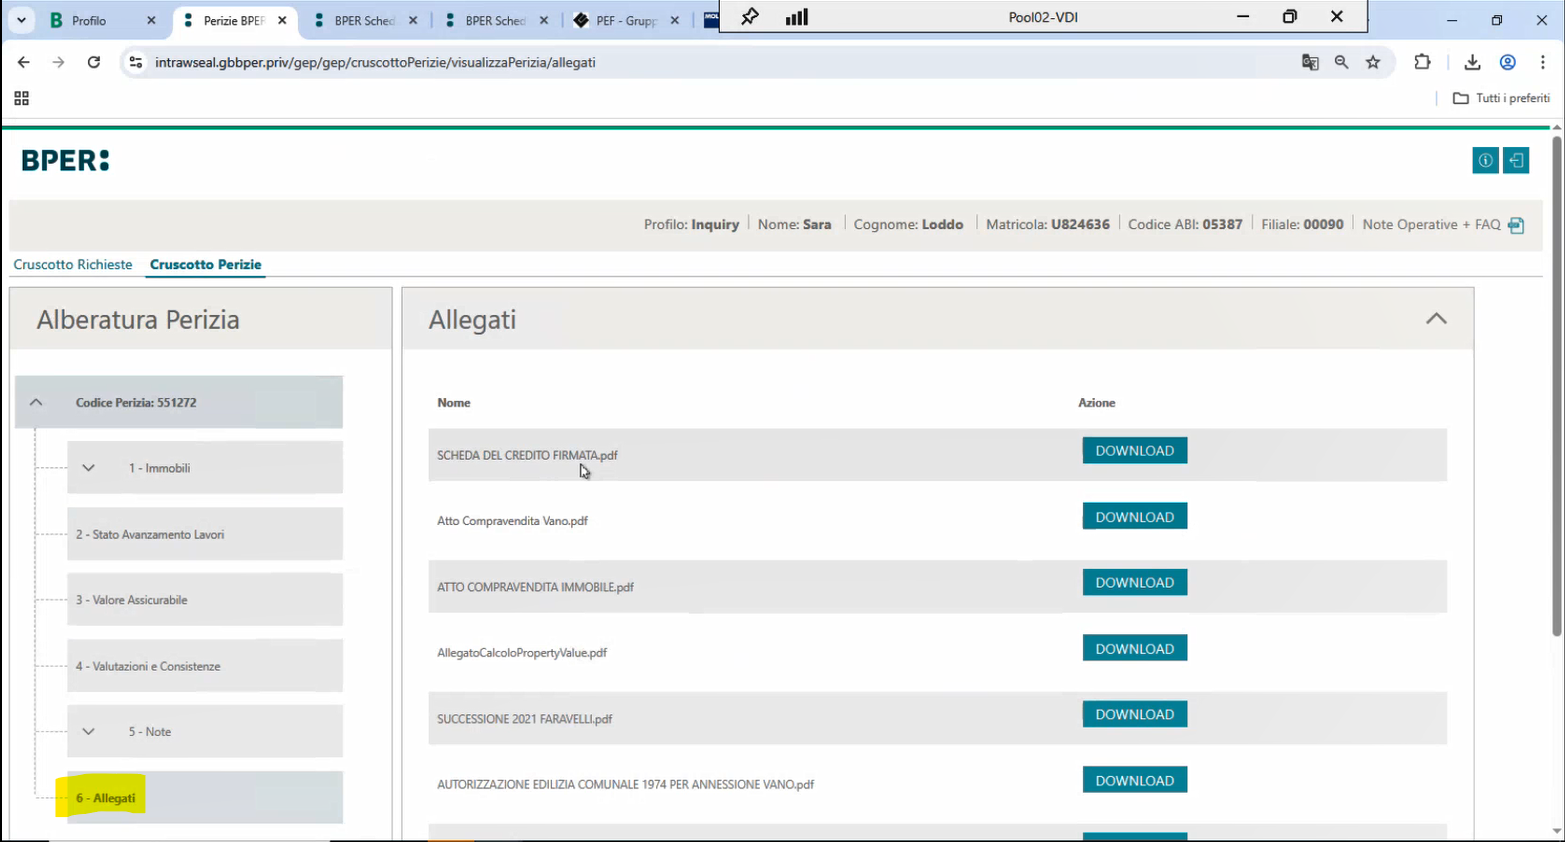 Profilo
Perizie BPER
BPER Sched
BPER Sched
PEF - Grupp
MOL
Pool02-VDI
intrawseal.gbbper.priv/gep/gep/cruscottoPerizie/visualizzaPerizia/allegati
Tutti i preferiti
BPER:
Profilo: Inquiry
Nome: Sara
Cognome: Loddo
Matricola: U824636
Codice ABI: 05387
Filiale: 00090
Note Operative + FAQ
Cruscotto Richieste
Cruscotto Perizie
Alberatura Perizia
Codice Perizia: 551272
1 - Immobili
2 - Stato Avanzamento Lavori
3 - Valore Assicurabile
4 - Valutazioni e Consistenze
5 - Note
6 - Allegati
Allegati
Nome
Azione
SCHEDA DEL CREDITO FIRMATA.pdf
DOWNLOAD
Atto Compravendita Vano.pdf
DOWNLOAD
ATTO COMPRAVENDITA IMMOBILE.pdf
DOWNLOAD
AllegatoCalcoloPropertyValue.pdf
DOWNLOAD
SUCCESSIONE 2021 FARAVELLI.pdf
DOWNLOAD
AUTORIZZAZIONE EDILIZIA COMUNALE 1974 PER ANNESSIONE VANO.pdf
DOWNLOAD